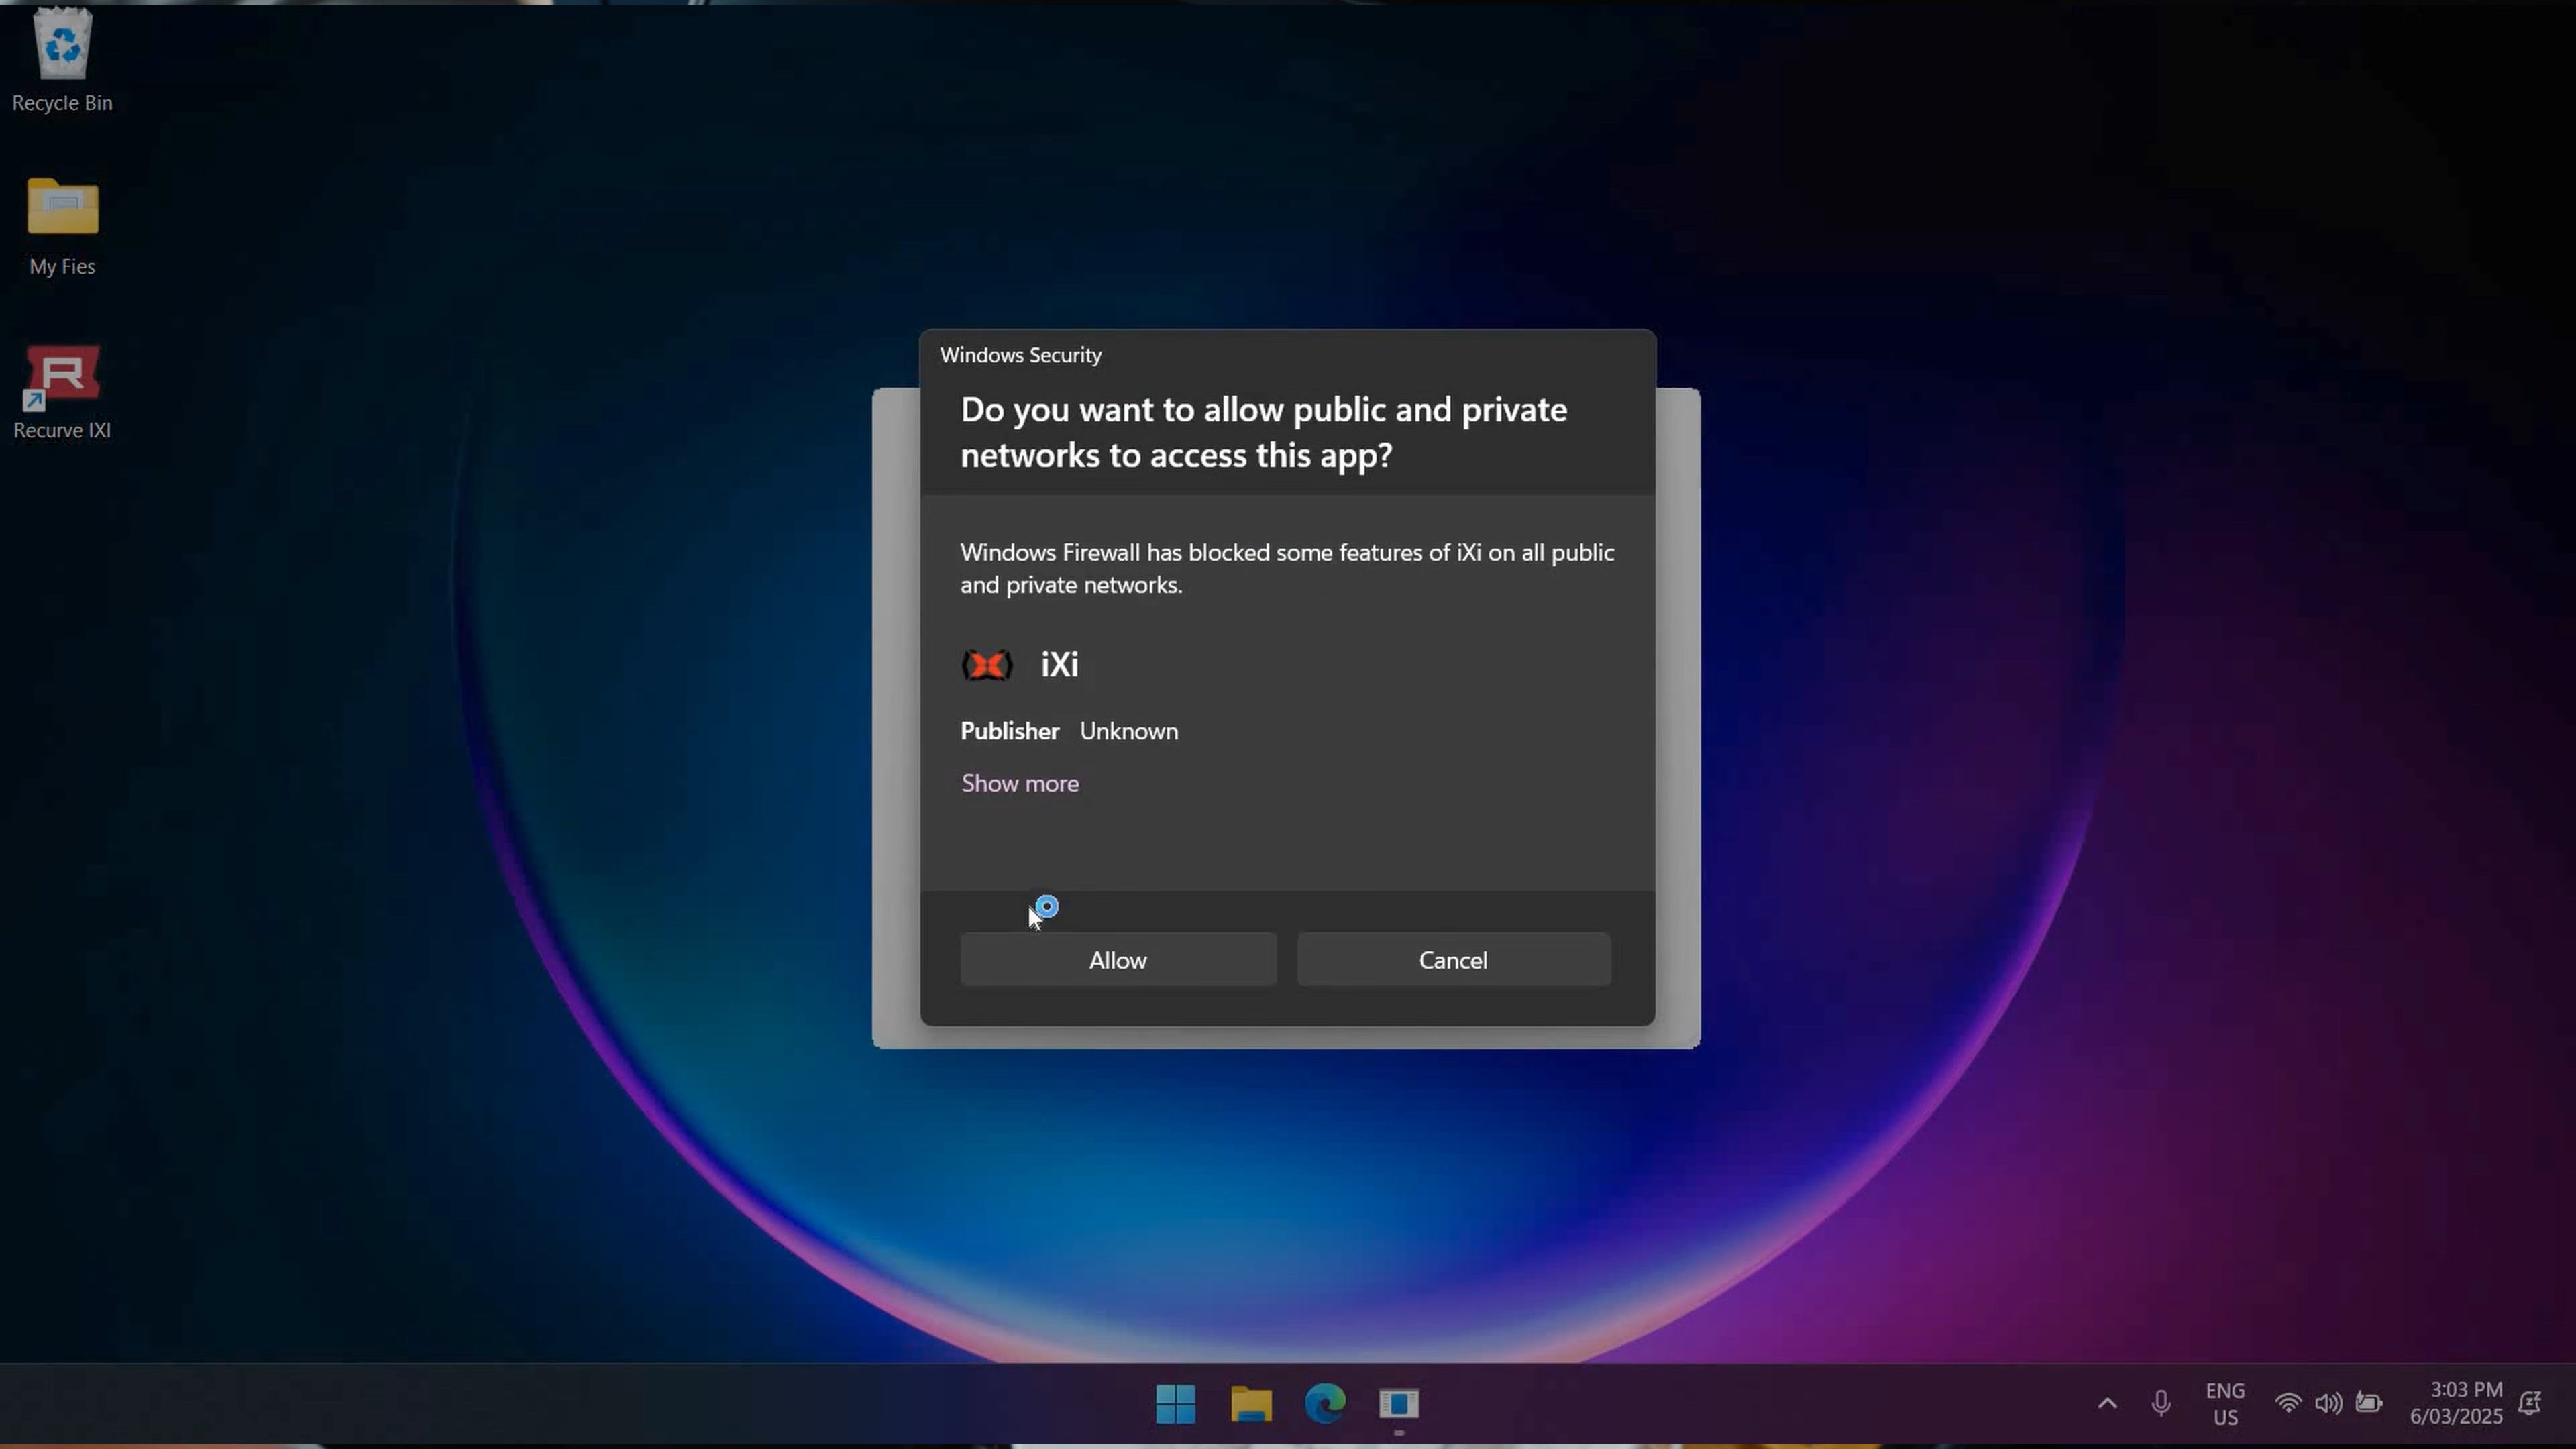 Recycle Bin
My Fies
R
Recurve IXI
Windows Security
Do you want to allow public and private
networks to access this app?
Windows Firewall has blocked some features of iXi on all public
and private networks.
iXi
Publisher Unknown
Show more
Allow Cancel
ENG
US
3:03 PM
6/03/2025